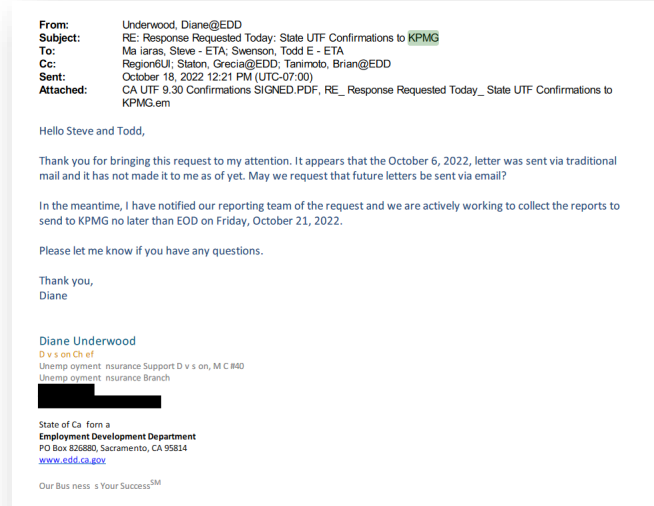 From: Underwood, Diane@EDD
Subject: RE: Response Requested Today: State UTF Confirmations to KPMG
To: Ma iaras, Steve - ETA; Swenson, Todd E - ETA
Cc: Region6UI; Staton, Grecia@EDD; Tanimoto, Brian@EDD
Sent: October 18, 2022 12:21 PM (UTC-07:00)
Attached: CA UTF 9.30 Confirmations SIGNED.PDF, RE_ Response Requested Today_ State UTF Confirmations to
KPMG.em
Hello Steve and Todd,
Thank you for bringing this request to my attention. It appears that the October 6, 2022, letter was sent via traditional
mail and it has not made it to me as of yet. May we request that future letters be sent via email?
In the meantime, I have notified our reporting team of the request and we are actively working to collect the reports to
send to KPMG no later than EOD on Friday, October 21, 2022.
Please let me know if you have any questions.
Thank you,
Diane
Diane Underwood
D v s on Ch ef
Unemp oyment nsurance Support D v s on, M C #40
Unemp oyment nsurance Branch
State of Ca forn a
Employment Development Department
PO Box 826880, Sacramento, CA 95814
www.edd.ca.gov
Our Bus ness s Your Success SM